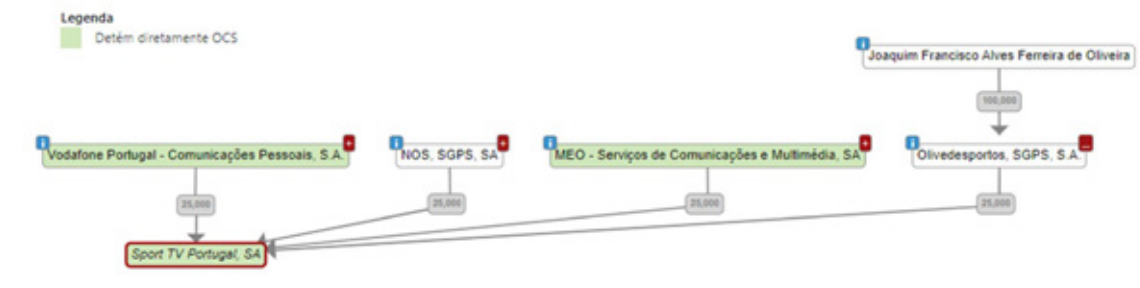 Legenda
Detém diretamente OCS
Joaquim Francisco Alves Ferreira de Oliveira
100,000
Vodafone Portugal - Comunicações Pessoais, S.A.
NOS, SGPS, SA
MEO - Serviços de Comunicações e Multimédia, SA
Olivedesportos, SGPS, S.A.
25,000
25,000
25,000
25,000
Sport TV Portugal, SA